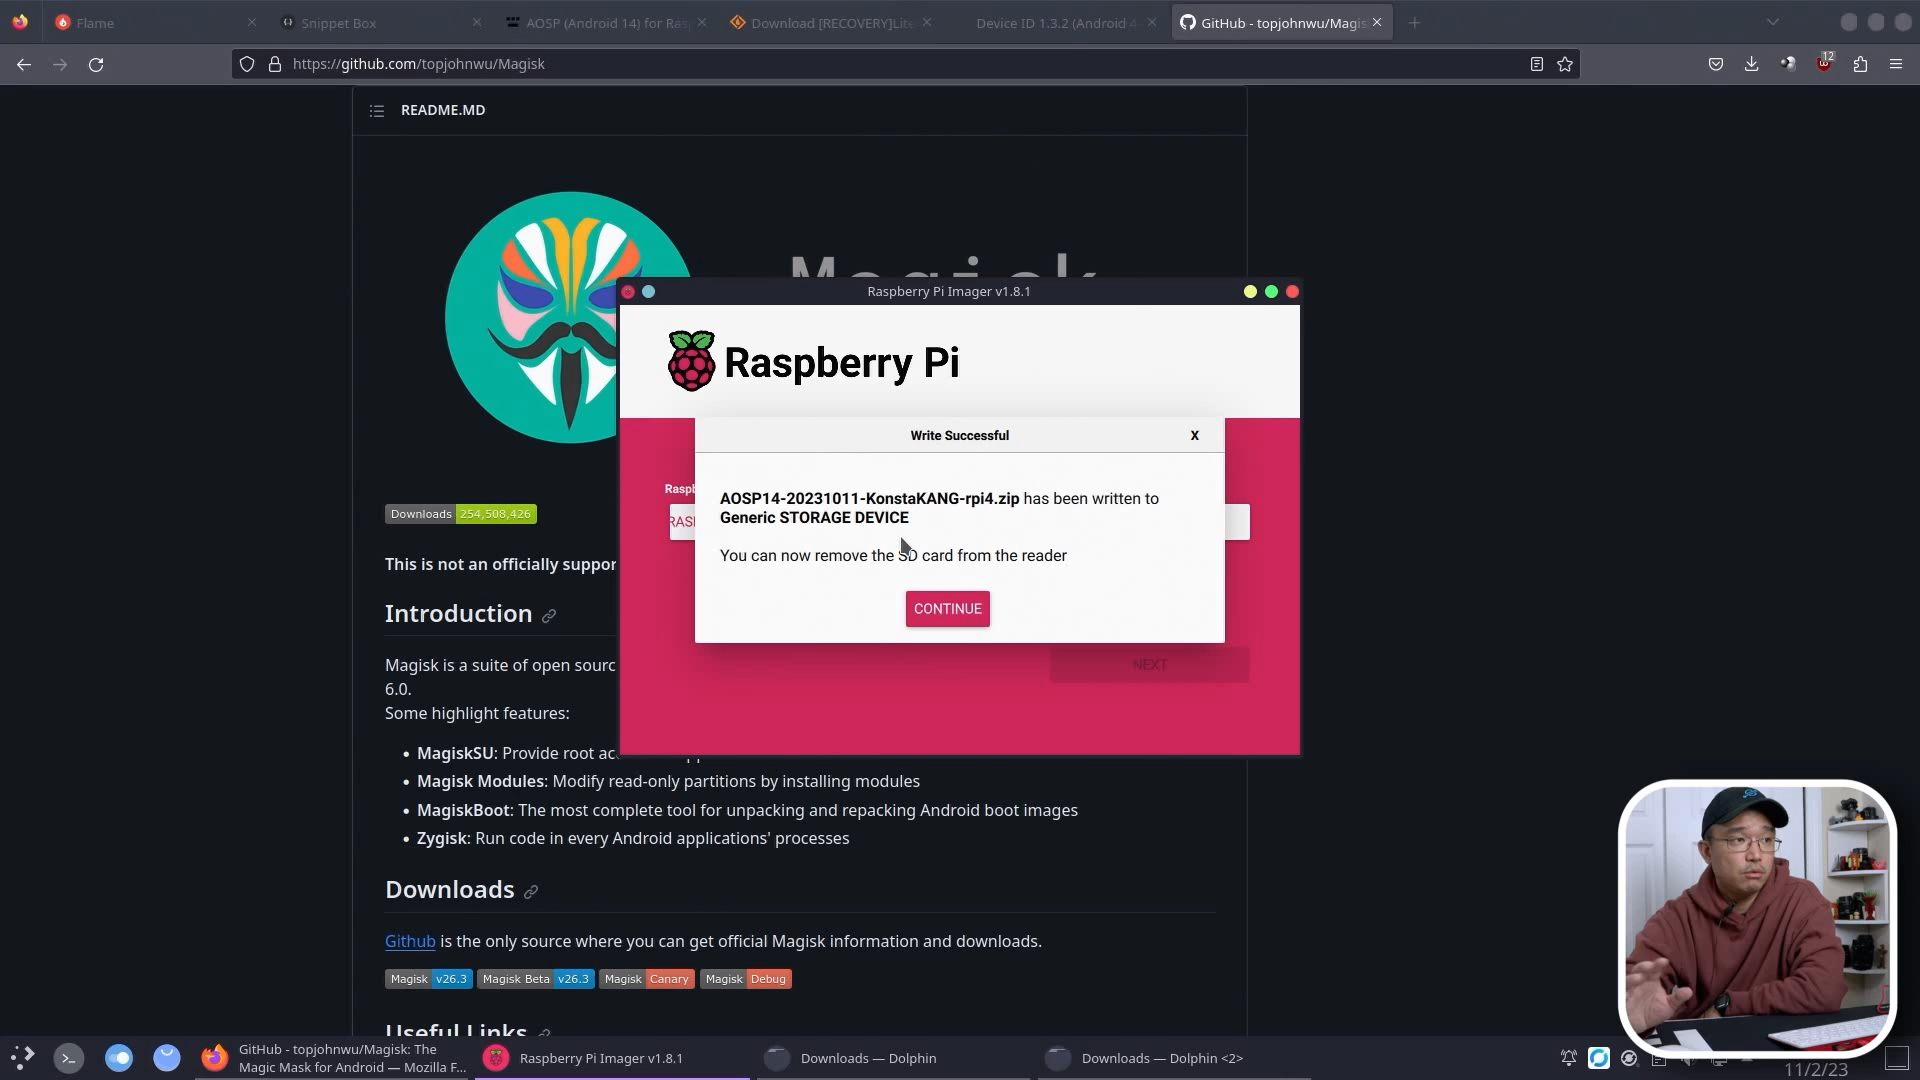 Flame
Snippet Box
AOSP (Android 14) for Ras
Download [RECOVERY]Lite
Device ID 1.3.2 (Android 4
GitHub - topjohnwu/Magis
https://github.com/topjohnwu/Magisk
12
README.MD
Magisk
Raspberry Pi Imager v1.8.1
Raspberry Pi
Write Successful
X
Raspb
RASP
AOSP14-20231011-KonstaKANG-rpi4.zip has been written to
Generic STORAGE DEVICE
You can now remove the SD card from the reader
CONTINUE
NEXT
Downloads 254,508,426
This is not an officially suppor
Introduction
Magisk is a suite of open sourc
6.0.
Some highlight features:
MagiskSU: Provide root ac
Magisk Modules: Modify read-only partitions by installing modules
MagiskBoot: The most complete tool for unpacking and repacking Android boot images
Zygisk: Run code in every Android applications' processes
Downloads
Github is the only source where you can get official Magisk information and downloads.
Magisk v26.3 Magisk Beta v26.3 Magisk Canary Magisk Debug
Useful Links
GitHub - topjohnwu/Magisk: The
Magic Mask for Android — Mozilla F...
Raspberry Pi Imager v1.8.1
Downloads — Dolphin
Downloads — Dolphin <2>
11/2/23